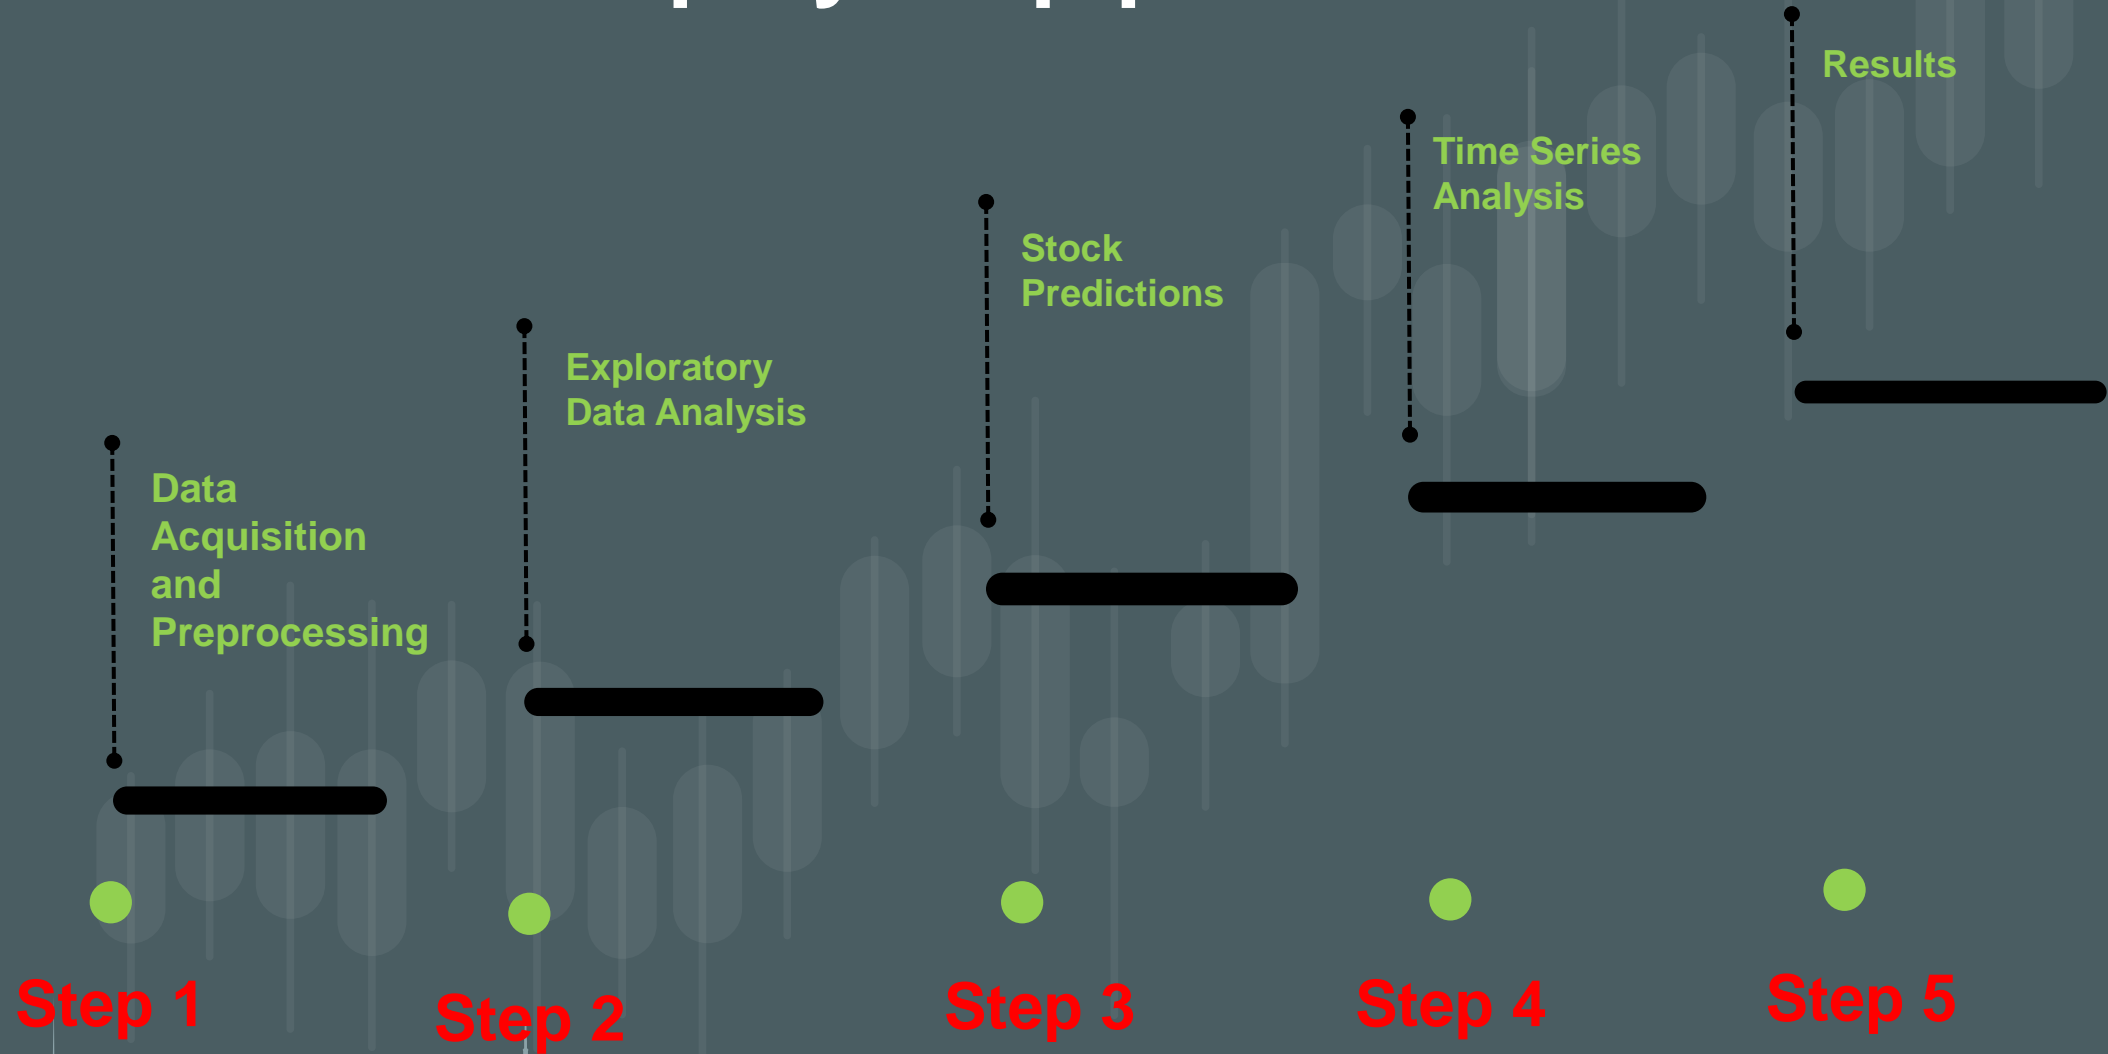 Results
Time Series
Analysis
Stock
Predictions
Exploratory
Data Analysis
Data
Acquisition
and
Preprocessing
Step 1
Step 2
Step 3
Step 4
Step 5